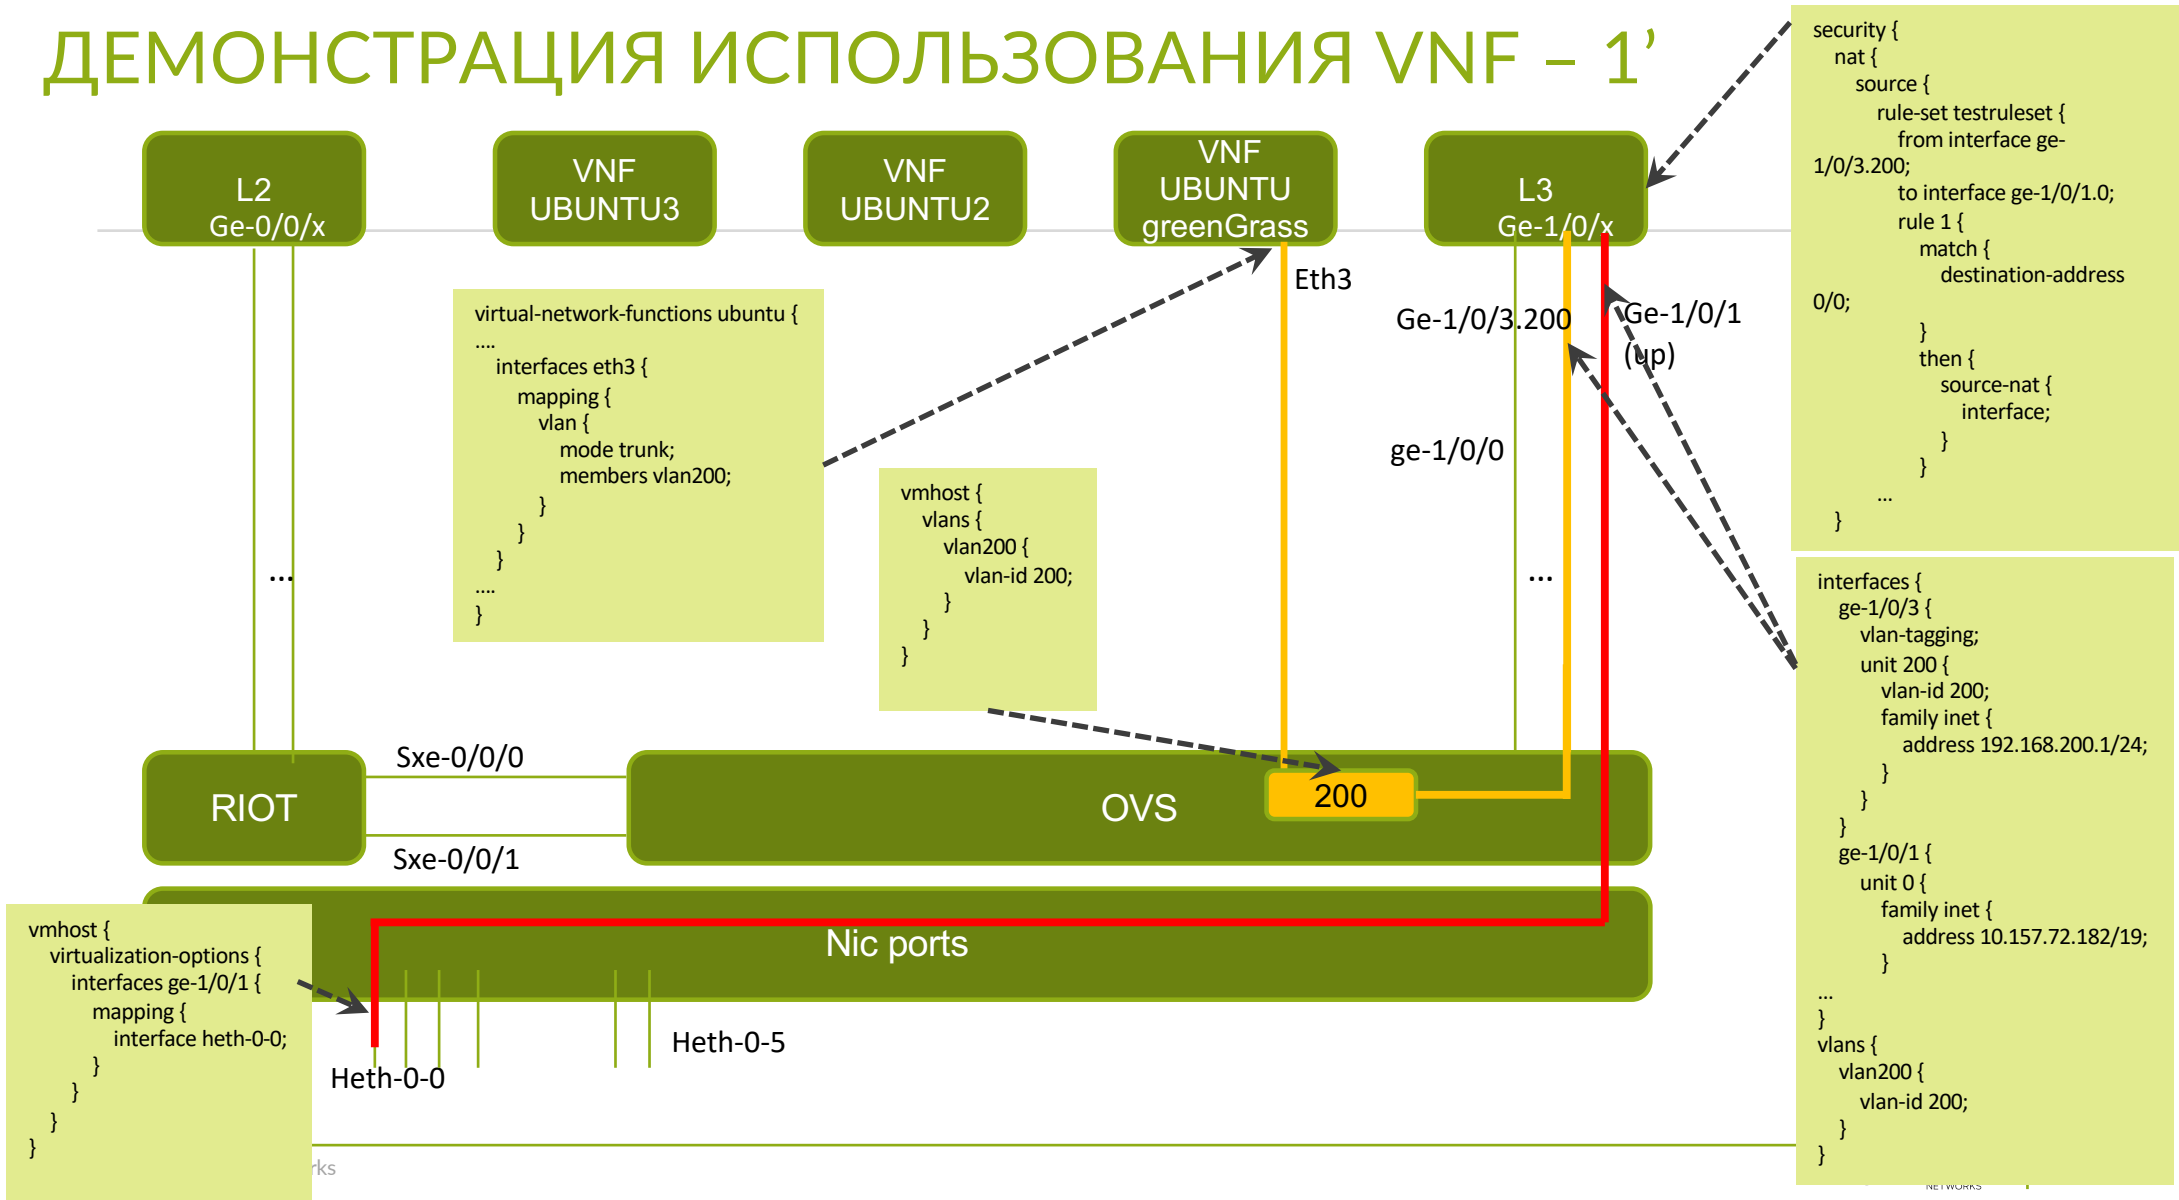 ДЕМОНСТРАЦИЯ ИСПОЛЬЗОВАНИЯ VNF – 1’
L2
Ge-0/0/x
VNF
UBUNTU3
VNF
UBUNTU2
VNF
UBUNTU
greenGrass
L3
Ge-1/0/x
Eth3
Ge-1/0/3.200
Ge-1/0/1
(up)
ge-1/0/0
...
...
virtual-network-functions ubuntu {
....
interfaces eth3 {
mapping {
vlan {
mode trunk;
members vlan200;
}
}
}
....
}
vmhost {
vlans {
vlan200 {
vlan-id 200;
}
}
}
security {
nat {
source {
rule-set testruleset {
from interface ge-
1/0/3.200;
to interface ge-1/0/1.0;
rule 1 {
match {
destination-address
0/0;
}
then {
source-nat {
interface;
}
}
...
}
interfaces {
ge-1/0/3 {
vlan-tagging;
unit 200 {
vlan-id 200;
family inet {
address 192.168.200.1/24;
}
}
}
ge-1/0/1 {
unit 0 {
family inet {
address 10.157.72.182/19;
}
...
}
vlans {
vlan200 {
vlan-id 200;
}
}
RIOT
Sxe-0/0/0
Sxe-0/0/1
OVS
200
Nic ports
vmhost {
virtualization-options {
interfaces ge-1/0/1 {
mapping {
interface heth-0-0;
}
}
}
}
Heth-0-0
Heth-0-5
rks
NETWORKS